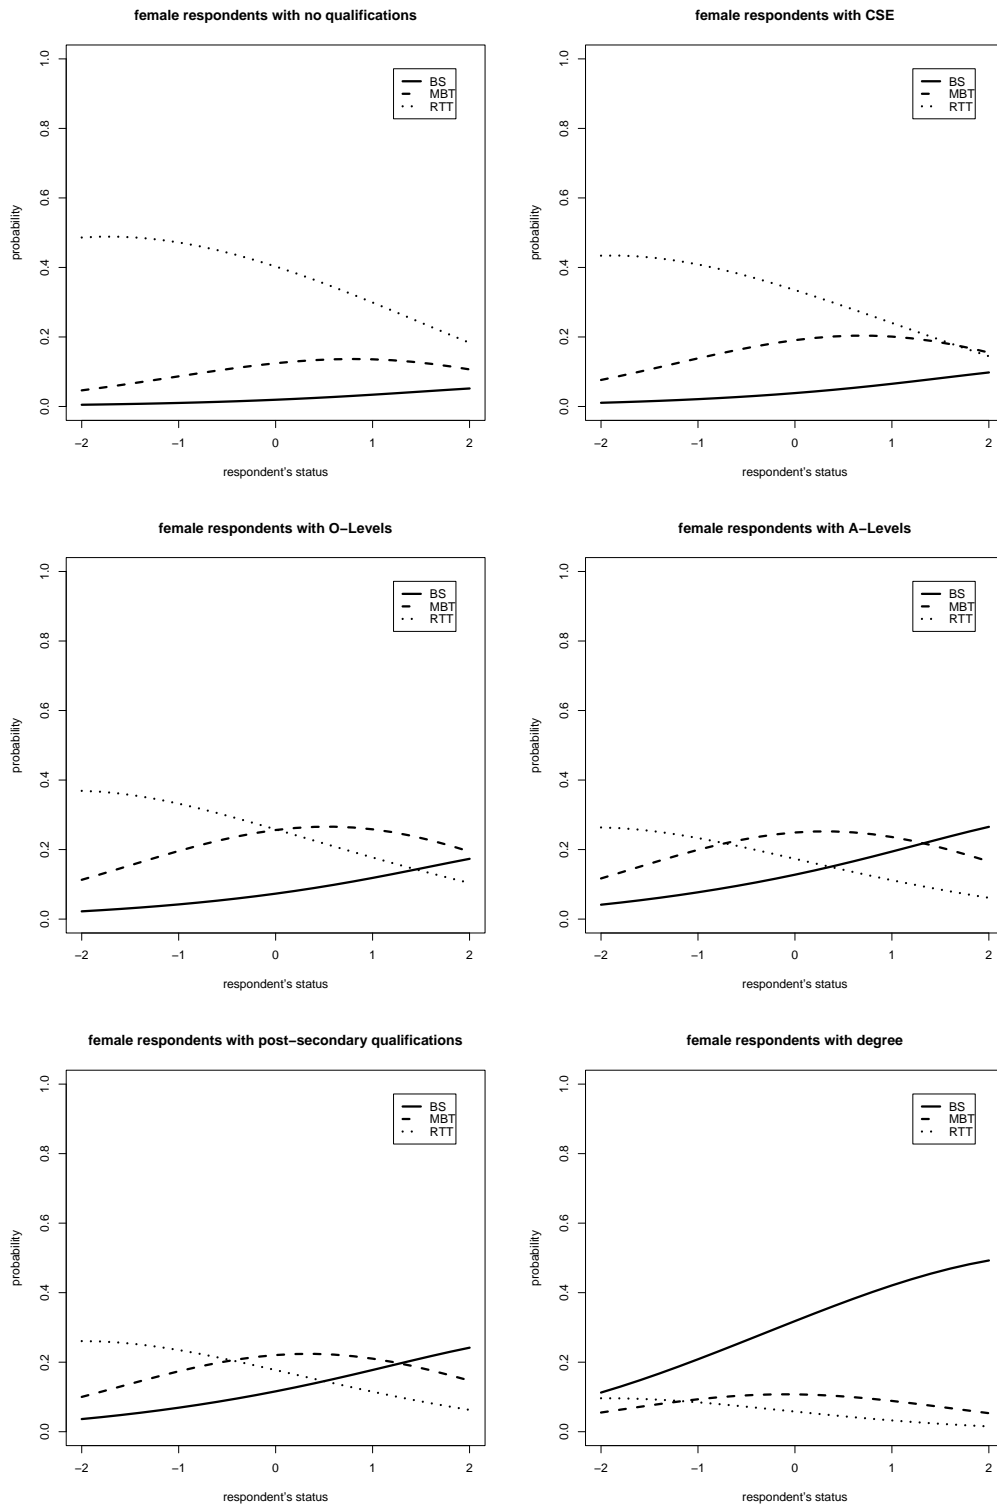 female respondents with no qualifications
1.0
0.8
0.6
0.4
0.2
0.0
probability
BS
MBT
RTT
−2 −1 0 1 2
respondent's status
female respondents with CSE
1.0
0.8
0.6
0.4
0.2
0.0
probability
BS
MBT
RTT
−2 −1 0 1 2
respondent's status
female respondents with O−Levels
1.0
0.8
0.6
0.4
0.2
0.0
probability
BS
MBT
RTT
−2 −1 0 1 2
respondent's status
female respondents with A−Levels
1.0
0.8
0.6
0.4
0.2
0.0
probability
BS
MBT
RTT
−2 −1 0 1 2
respondent's status
female respondents with post−secondary qualifications
1.0
0.8
0.6
0.4
0.2
0.0
probability
BS
MBT
RTT
−2 −1 0 1 2
respondent's status
female respondents with degree
1.0
0.8
0.6
0.4
0.2
0.0
probability
BS
MBT
RTT
−2 −1 0 1 2
respondent's status